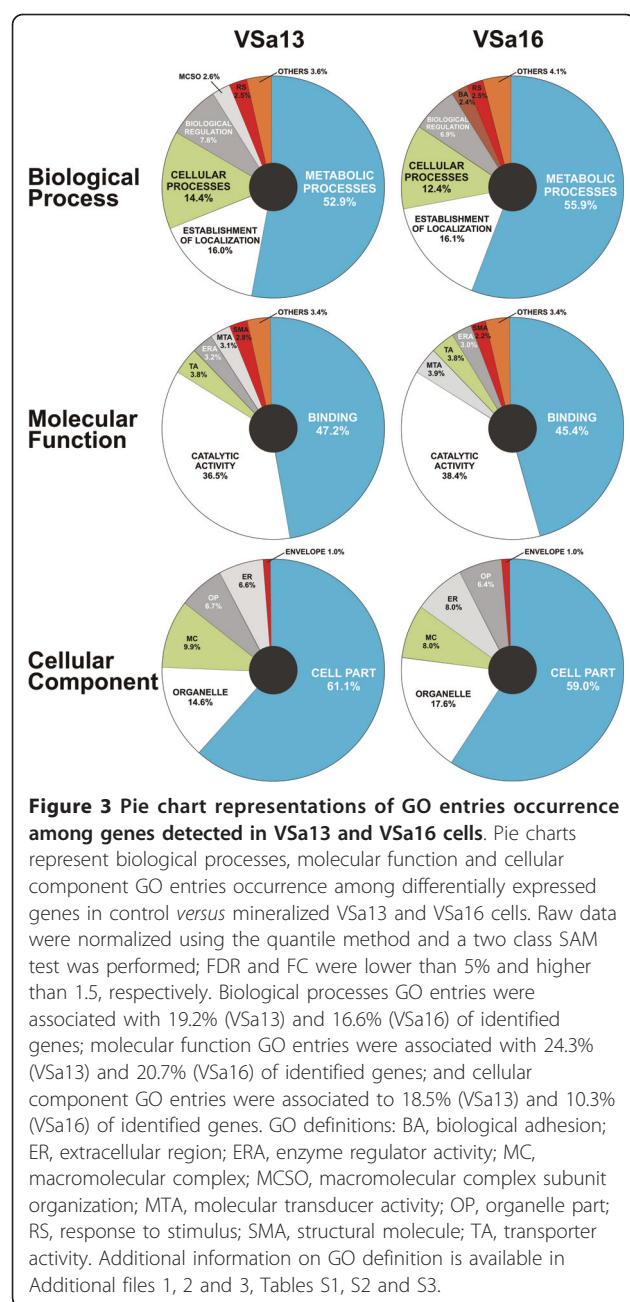 VSa13
VSa16
Biological
Process
MCSO 2.6%
RS
2.5%
OTHERS 3.6%
BIOLOGICAL
REGULATION
7.8%
CELLULAR
PROCESSES
14.4%
METABOLIC
PROCESSES
52.9%
ESTABLISHMENT
OF LOCALIZATION
16.0%
BA
2.4%
RS
2.5%
OTHERS 4.1%
BIOLOGICAL
REGULATION
6.9%
CELLULAR
PROCESSES
12.4%
METABOLIC
PROCESSES
55.9%
ESTABLISHMENT
OF LOCALIZATION
16.1%
Molecular
Function
TA
3.8%
ERA
3.2%
MTA
3.1%
SMA
2.8%
OTHERS 3.4%
BINDING
47.2%
CATALYTIC
ACTIVITY
36.5%
MTA
3.9%
TA
3.8%
ERA
3.0%
SMA
2.2%
OTHERS 3.4%
BINDING
45.4%
CATALYTIC
ACTIVITY
38.4%
Cellular
Component
MC
9.9%
OP
6.7%
ER
6.6%
ENVELOPE 1.0%
CELL PART
61.1%
ORGANELLE
14.6%
MC
8.0%
ER
8.0%
OP
6.4%
ENVELOPE 1.0%
CELL PART
59.0%
ORGANELLE
17.6%
Figure 3 Pie chart representations of GO entries occurrence
among genes detected in VSa13 and VSa16 cells. Pie charts
represent biological processes, molecular function and cellular
component GO entries occurrence among differentially expressed
genes in control versus mineralized VSa13 and VSa16 cells. Raw data
were normalized using the quantile method and a two class SAM
test was performed; FDR and FC were lower than 5% and higher
than 1.5, respectively. Biological processes GO entries were
associated with 19.2% (VSa13) and 16.6% (VSa16) of identified
genes; molecular function GO entries were associated with 24.3%
(VSa13) and 20.7% (VSa16) of identified genes; and cellular
component GO entries were associated to 18.5% (VSa13) and 10.3%
(VSa16) of identified genes. GO definitions: BA, biological adhesion;
ER, extracellular region; ERA, enzyme regulator activity; MC,
macromolecular complex; MCSO, macromolecular complex subunit
organization; MTA, molecular transducer activity; OP, organelle part;
RS, response to stimulus; SMA, structural molecule; TA, transporter
activity. Additional information on GO definition is available in
Additional files 1, 2 and 3, Tables S1, S2 and S3.